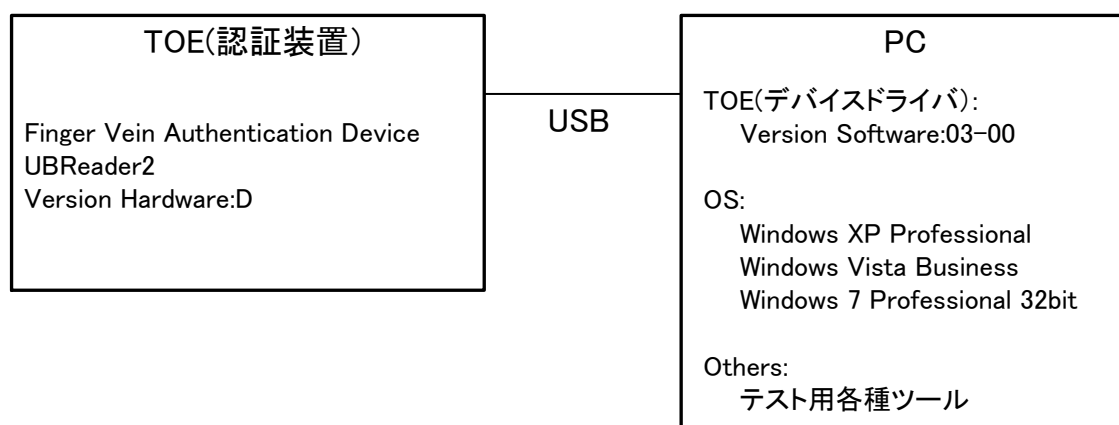 TOE(認証装置)
Finger Vein Authentication Device
UBReader2
Version Hardware:D
USB
PC
TOE(デバイスドライバ):
Version Software:03-00
OS:
Windows XP Professional
Windows Vista Business
Windows 7 Professional 32bit
Others:
テスト用各種ツール